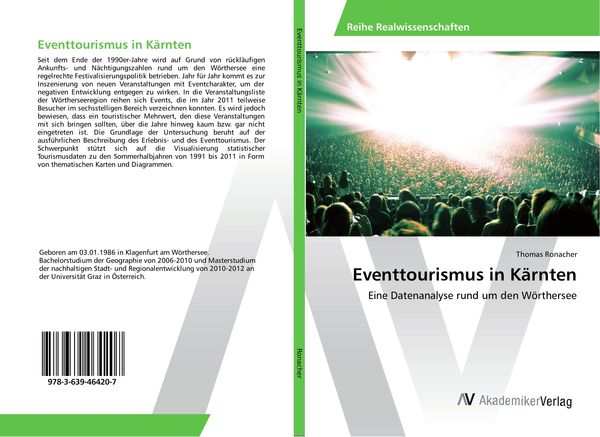 Eventtourismus in Kärnten
Seit dem Ende der 1990er-Jahre wird auf Grund von rückläufigen
Ankunfts- und Nächtigungszahlen rund um den Wörthersee eine
regelrechte Festivalisierungspolitik betrieben. Jahr für Jahr kommt es zur
Inszenierung von neuen Veranstaltungen mit Eventcharakter, um der
negativen Entwicklung entgegen zu wirken. In die Veranstaltungsliste
der Wörtherseeregion reihen sich Events, die im Jahr 2011 teilweise
Besucher im sechsstelligen Bereich verzeichnen konnten. Es wird jedoch
bewiesen, dass ein touristischer Mehrwert, den diese Veranstaltungen
mit sich bringen sollten, über die Jahre hinweg kaum bzw. gar nicht
eingetreten ist. Die Grundlage der Untersuchung beruht auf der
ausführlichen Beschreibung des Erlebnis- und des Eventtourismus. Der
Schwerpunkt stützt sich auf die Visualisierung statistischer
Tourismusdaten zu den Sommerhalbjahren von 1991 bis 2011 in Form
von thematischen Karten und Diagrammen.
Geboren am 03.01.1986 in Klagenfurt am Wörthersee.
Bachelorstudium der Geographie von 2006-2010 und Masterstudium
der nachhaltigen Stadt- und Regionalentwicklung von 2010-2012 an
der Universität Graz in Österreich.
978-3-639-46420-7
Eventtourismus in Kärnten
Ronacher
Reihe Realwissenschaften
Thomas Ronacher
Eventtourismus in Kärnten
Eine Datenanalyse rund um den Wörthersee
AV AkademikerVerlag